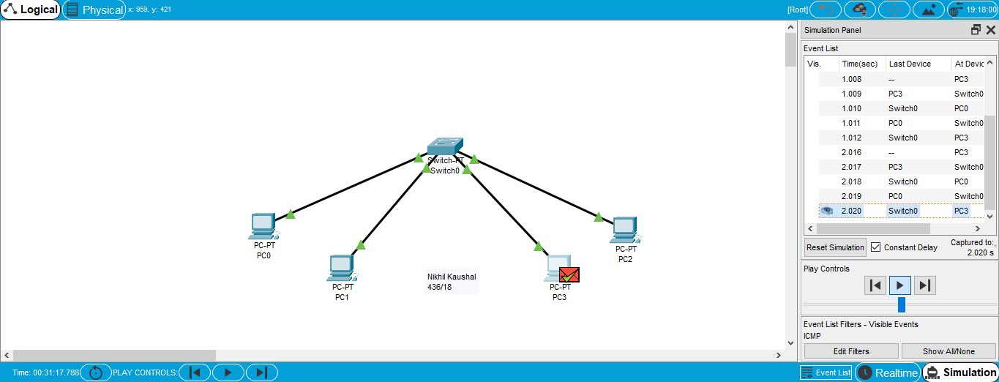 Logical Physical x: 959, y: 421 [Root] 19:18:00
Simulation Panel
Event List
Vis. Time(sec) Last Device At Devic
1.008 -- PC3
1.009 PC3 Switch0
1.010 Switch0 PC0
1.011 PC0 Switch0
1.012 Switch0 PC3
2.016 -- PC3
2.017 PC3 Switch0
2.018 Switch0 PC0
2.019 PC0 Switch0
2.020 Switch0 PC3
Reset Simulation Constant Delay Captured to:
2.020 s
Play Controls
Event List Filters - Visible Events
ICMP
Edit Filters Show All/None
Switch-PT
Switch0
PC-PT
PC0
PC-PT
PC1
Nikhil Kaushal
436/18
PC-PT
PC3
PC-PT
PC2
Time: 00:31:17.788 PLAY CONTROLS: Event List Realtime Simulation